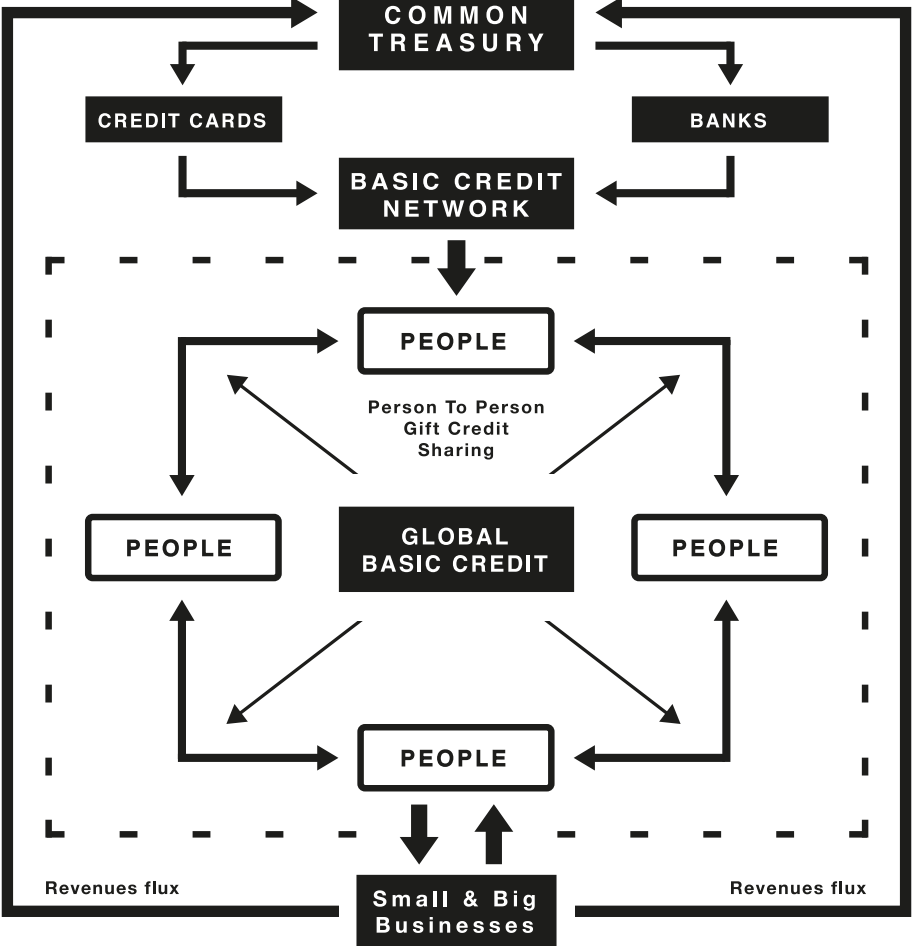 COMMON
TREASURY
CREDIT CARDS
BANKS
BASIC CREDIT
NETWORK
PEOPLE
Person To Person
Gift Credit
Sharing
PEOPLE
GLOBAL
BASIC CREDIT
PEOPLE
PEOPLE
Revenues flux
Revenues flux
Small & Big
Businesses